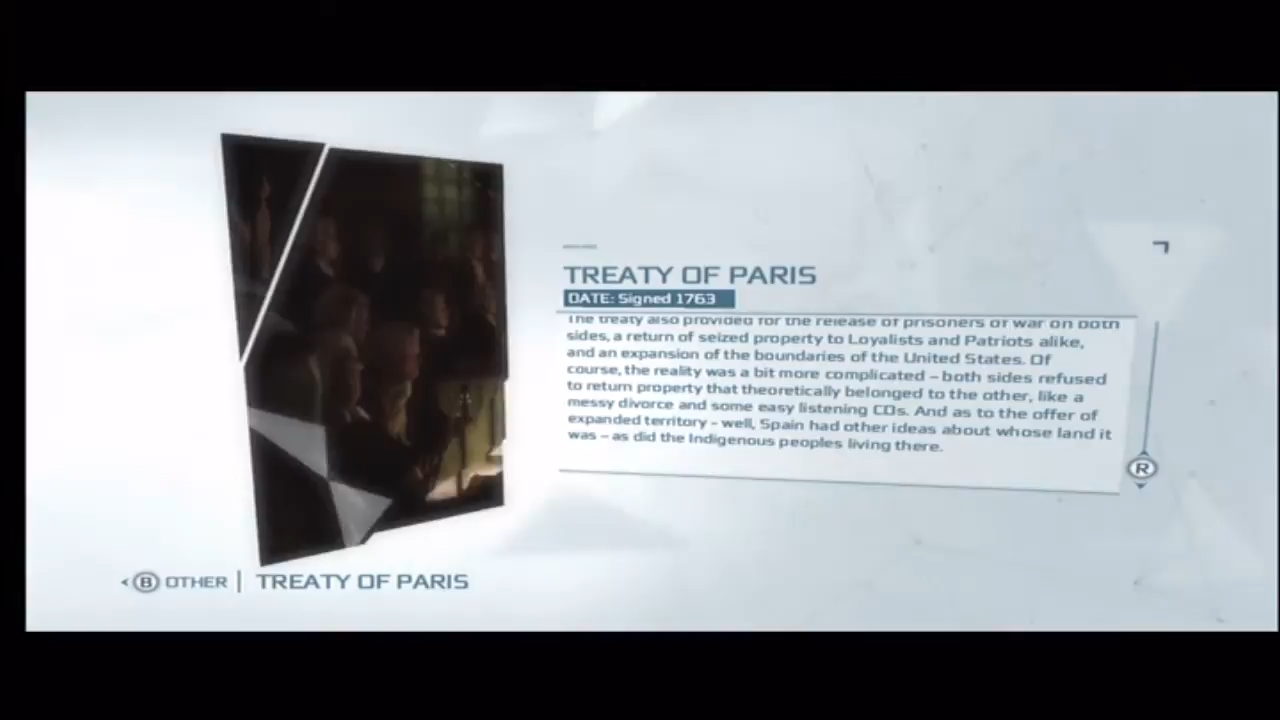 TREATY OF PARIS
DATE: Signed 1763
The treaty also provided for the release of prisoners of war on both
sides, a return of seized property to Loyalists and Patriots alike,
and an expansion of the boundaries of the United States. Of
course, the reality was a bit more complicated – both sides refused
to return property that theoretically belonged to the other, like a
messy divorce and some easy listening CDs. And as to the offer of
expanded territory – well, Spain had other ideas about whose land it
was – as did the Indigenous peoples living there.
R
B OTHER | TREATY OF PARIS